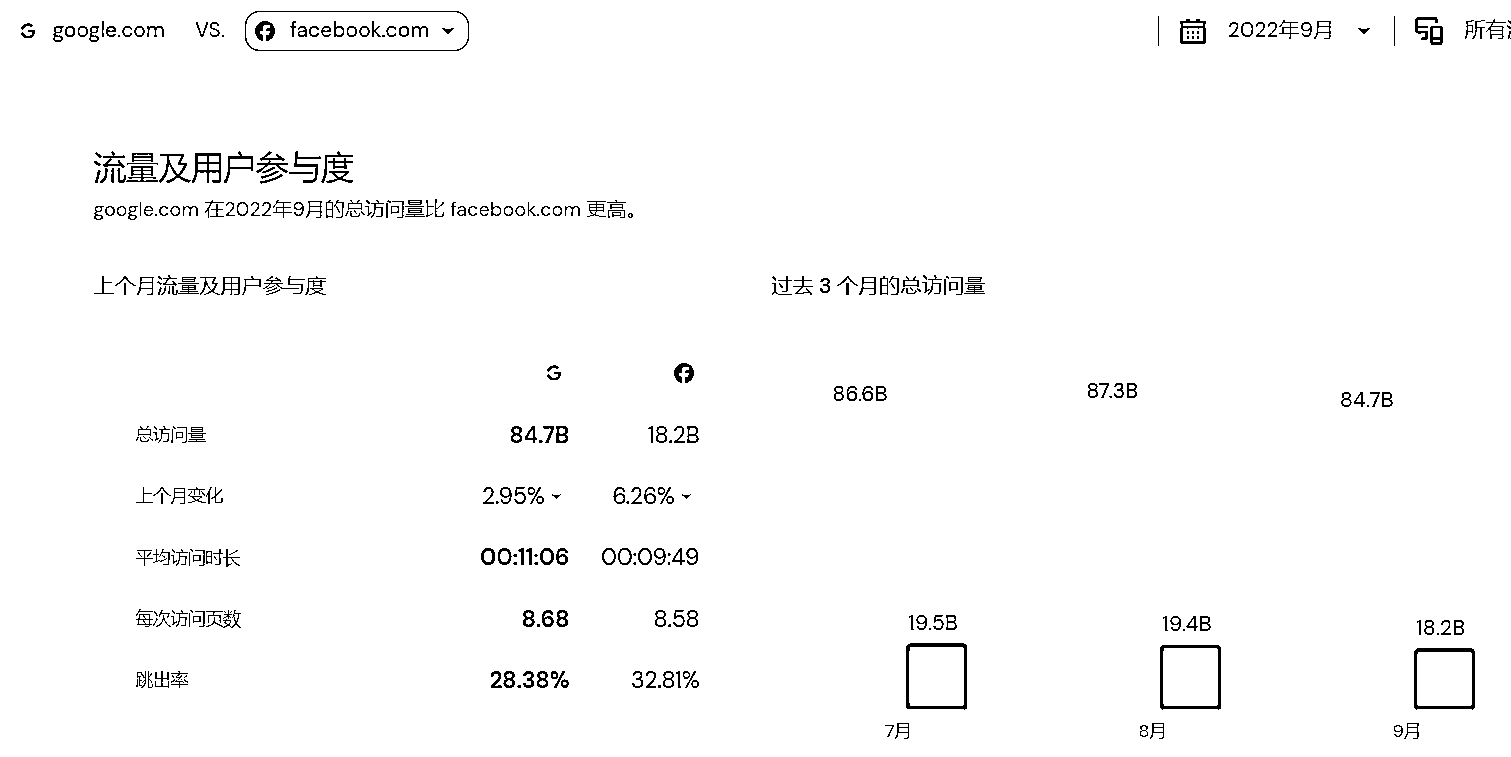 google.com VS. facebook.com 2022年9月 所有
流量及用户参与度
google.com 在2022年9月的总访问量比 facebook.com 更高。
上个月流量及用户参与度 过去 3 个月的总访问量
86.6B 87.3B 84.7B
总访问量 84.7B 18.2B
上个月变化 2.95% 6.26%
平均访问时长 00:11:06 00:09:49
每次访问页数 8.68 8.58
19.5B 19.4B 18.2B
跳出率 28.38% 32.81%
7月 8月 9月